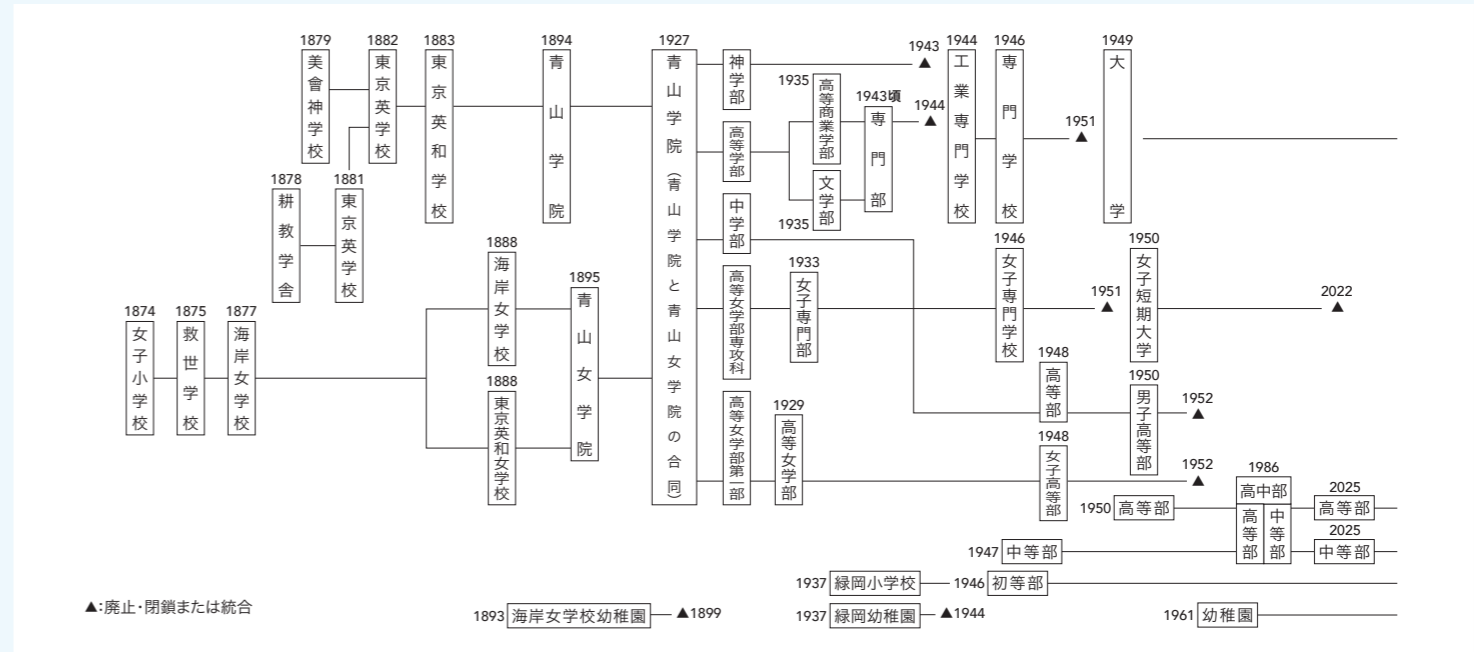 1879
美會神学校
1882
東京英学校
1883
東京英和学校
1894
青山学院
1927
青山学院（青山学院と青山女学院の合同）
神学部
1943
▲
1944
工業専門学校
1946
専門学校
1949
大学
1935
高等商業学部
1943頃
専門部
1944
▲
1951
▲
高等学部
文学部
1935
中学部
1878
耕教学舎
1881
東京英学校
1888
海岸女学校
1895
青山女学院
高等女学部専攻科
1933
女子専門部
1946
女子専門学校
1951
▲
1950
女子短期大学
2022
▲
1874
女子小学校
1875
救世学校
1877
海岸女学校
1888
東京英和女学校
1948
高等部
1950
男子高等部
1952
▲
高等女学部第一部
1929
高等女学部
1948
女子高等部
1952
▲
1950 高等部
1986
高中部
高等部
中等部
2025
高等部
1947 中等部
2025
中等部
1937 緑岡小学校
1946 初等部
▲:廃止・閉鎖または統合
1893 海岸女学校幼稚園 ▲1899
1937 緑岡幼稚園 ▲1944
1961 幼稚園